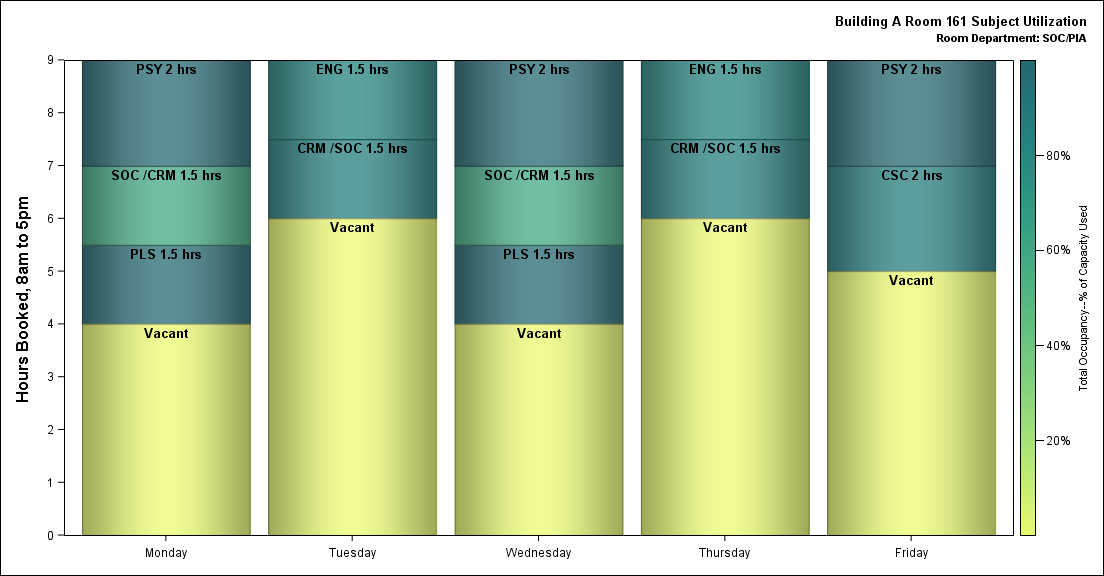 Building A Room 161 Subject Utilization
Room Department: SOC/PIA
Hours Booked, 8am to 5pm
9
8
7
6
5
4
3
2
1
0
PSY 2 hrs
SOC /CRM 1.5 hrs
PLS 1.5 hrs
Vacant
ENG 1.5 hrs
CRM /SOC 1.5 hrs
Vacant
PSY 2 hrs
SOC /CRM 1.5 hrs
PLS 1.5 hrs
Vacant
ENG 1.5 hrs
CRM /SOC 1.5 hrs
Vacant
PSY 2 hrs
CSC 2 hrs
Vacant
Monday
Tuesday
Wednesday
Thursday
Friday
80%
60%
40%
20%
Total Occupancy--% of Capacity Used